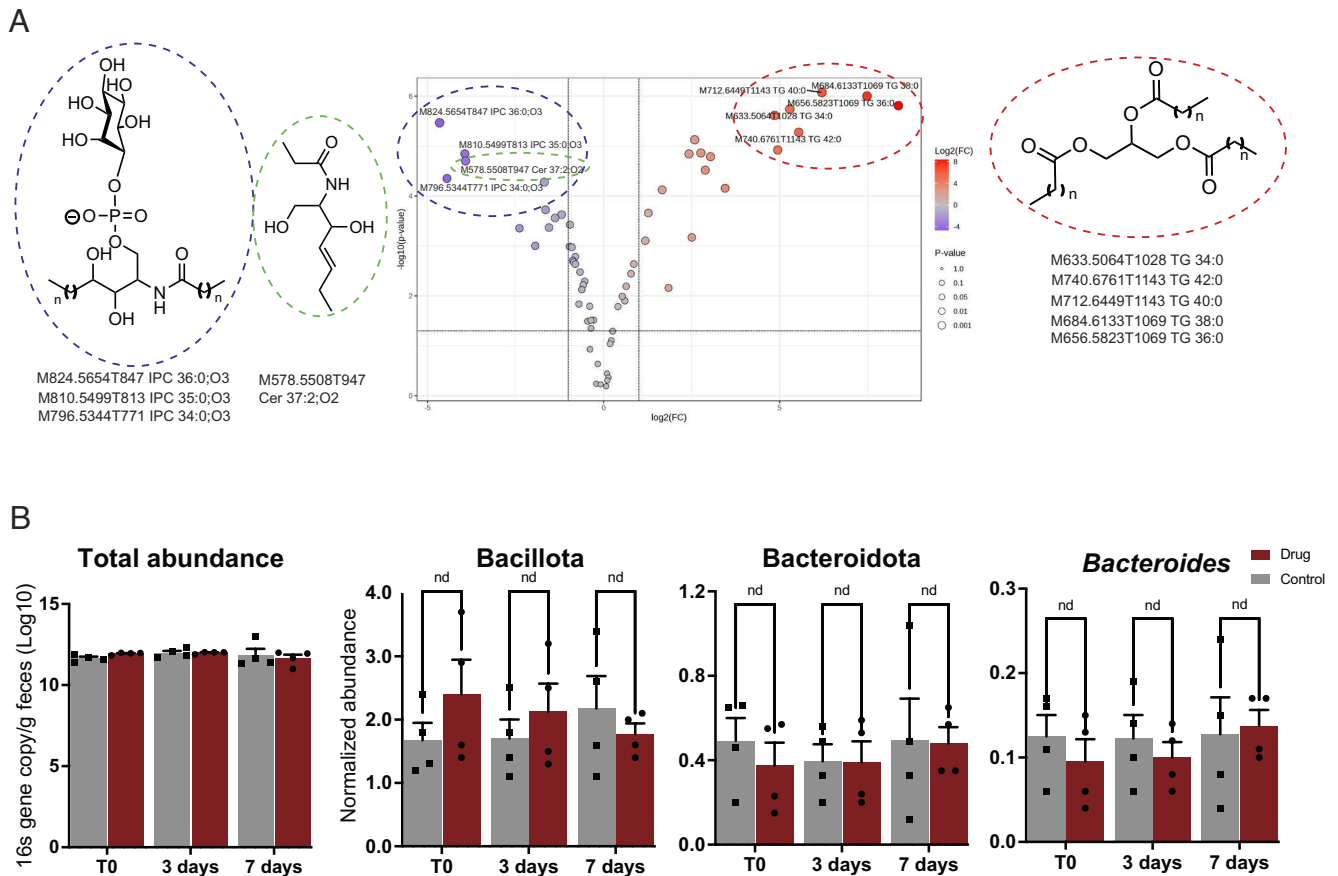 A
OH
OH
HO
HO
OH
HO
O
P
O
O
OH
O
n
N
H
n
OH
M824.5654T847 IPC 36:0;O3
M810.5499T813 IPC 35:0;O3
M796.5344T771 IPC 34:0;O3
O
NH
HO
OH
M578.5508T947
Cer 37:2;O2
M824.5654T847 IPC 36:0;O3
M810.5499T813 IPC 35:0;O3
M578.5508T947 Cer 37:2;O2
M796.5344T771 IPC 34:0;O3
M684.6133T1069 TG 38:0
M712.6449T1143 TG 40:0
M656.5823T1069 TG 36:0
M633.5064T1028 TG 34:0
M740.6761T1143 TG 42:0
-log10(p-value)
6
4
2
0
-5
0
5
log2(FC)
Log2(FC)
8
4
0
-4
P-value
1.0
0.1
0.05
0.01
0.001
O
n
O
O
O
O
O
n
n
M633.5064T1028 TG 34:0
M740.6761T1143 TG 42:0
M712.6449T1143 TG 40:0
M684.6133T1069 TG 38:0
M656.5823T1069 TG 36:0
B
Total abundance
16s gene copy/g feces (Log10)
15
10
5
0
T0 3 days 7 days
Bacillota
Normalized abundance
4.0
3.0
2.0
1.0
0.0
nd nd nd
T0 3 days 7 days
Bacteroidota
1.2
0.8
0.4
0.0
nd nd nd
T0 3 days 7 days
Bacteroides
0.3
0.2
0.1
0.0
nd nd nd
T0 3 days 7 days
Drug
Control